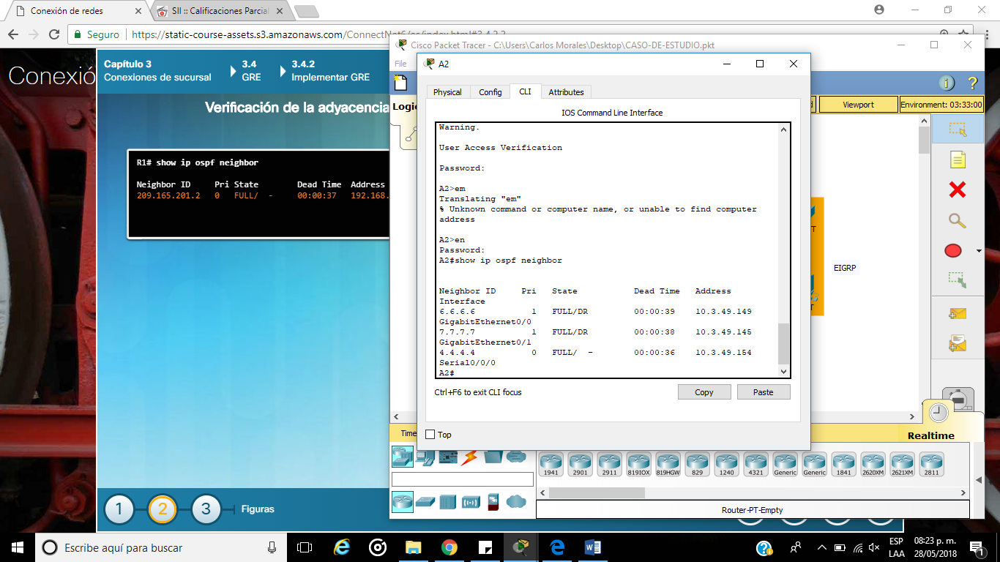 Conexión de redes
SII :: Calificaciones Parcial
Seguro
https://static-course-assets.s3.amazonaws.com/ConnectNet6/es/index.html#3.4.2.2
Conexió
Capítulo 3
Conexiones de sucursal
3.4
GRE
3.4.2
Implementar GRE
Verificación de la adyacencia
R1# show ip ospf neighbor
Neighbor ID Pri State Dead Time Address
209.165.201.2 0 FULL/ - 00:00:37 192.168.
1
2
3
Figuras
Cisco Packet Tracer - C:\Users\Carlos Morales\Desktop\CASO-DE-ESTUDIO.pkt
File
Logic
Viewport
Environment: 03:33:00
A2
Physical
Config
CLI
Attributes
IOS Command Line Interface
Warning.
User Access Verification
Password:
A2>em
Translating "em"
% Unknown command or computer name, or unable to find computer
address
A2>en
Password:
A2#show ip ospf neighbor
Neighbor ID Pri State Dead Time Address
Interface
6.6.6.6 1 FULL/DR 00:00:39 10.3.49.149
GigabitEthernet0/0
7.7.7.7 1 FULL/DR 00:00:38 10.3.49.145
GigabitEthernet0/1
4.4.4.4 0 FULL/ - 00:00:36 10.3.49.154
Serial0/0/0
A2#
Ctrl+F6 to exit CLI focus
Copy
Paste
Top
EIGRP
Time
Realtime
1941
2901
2911
819IOX
819HGW
829
1240
4321
Generic
Generic
1841
2620XM
2621XM
2811
Router-PT-Empty
Escribe aquí para buscar
ESP
LAA
08:23 p. m.
28/05/2018
1